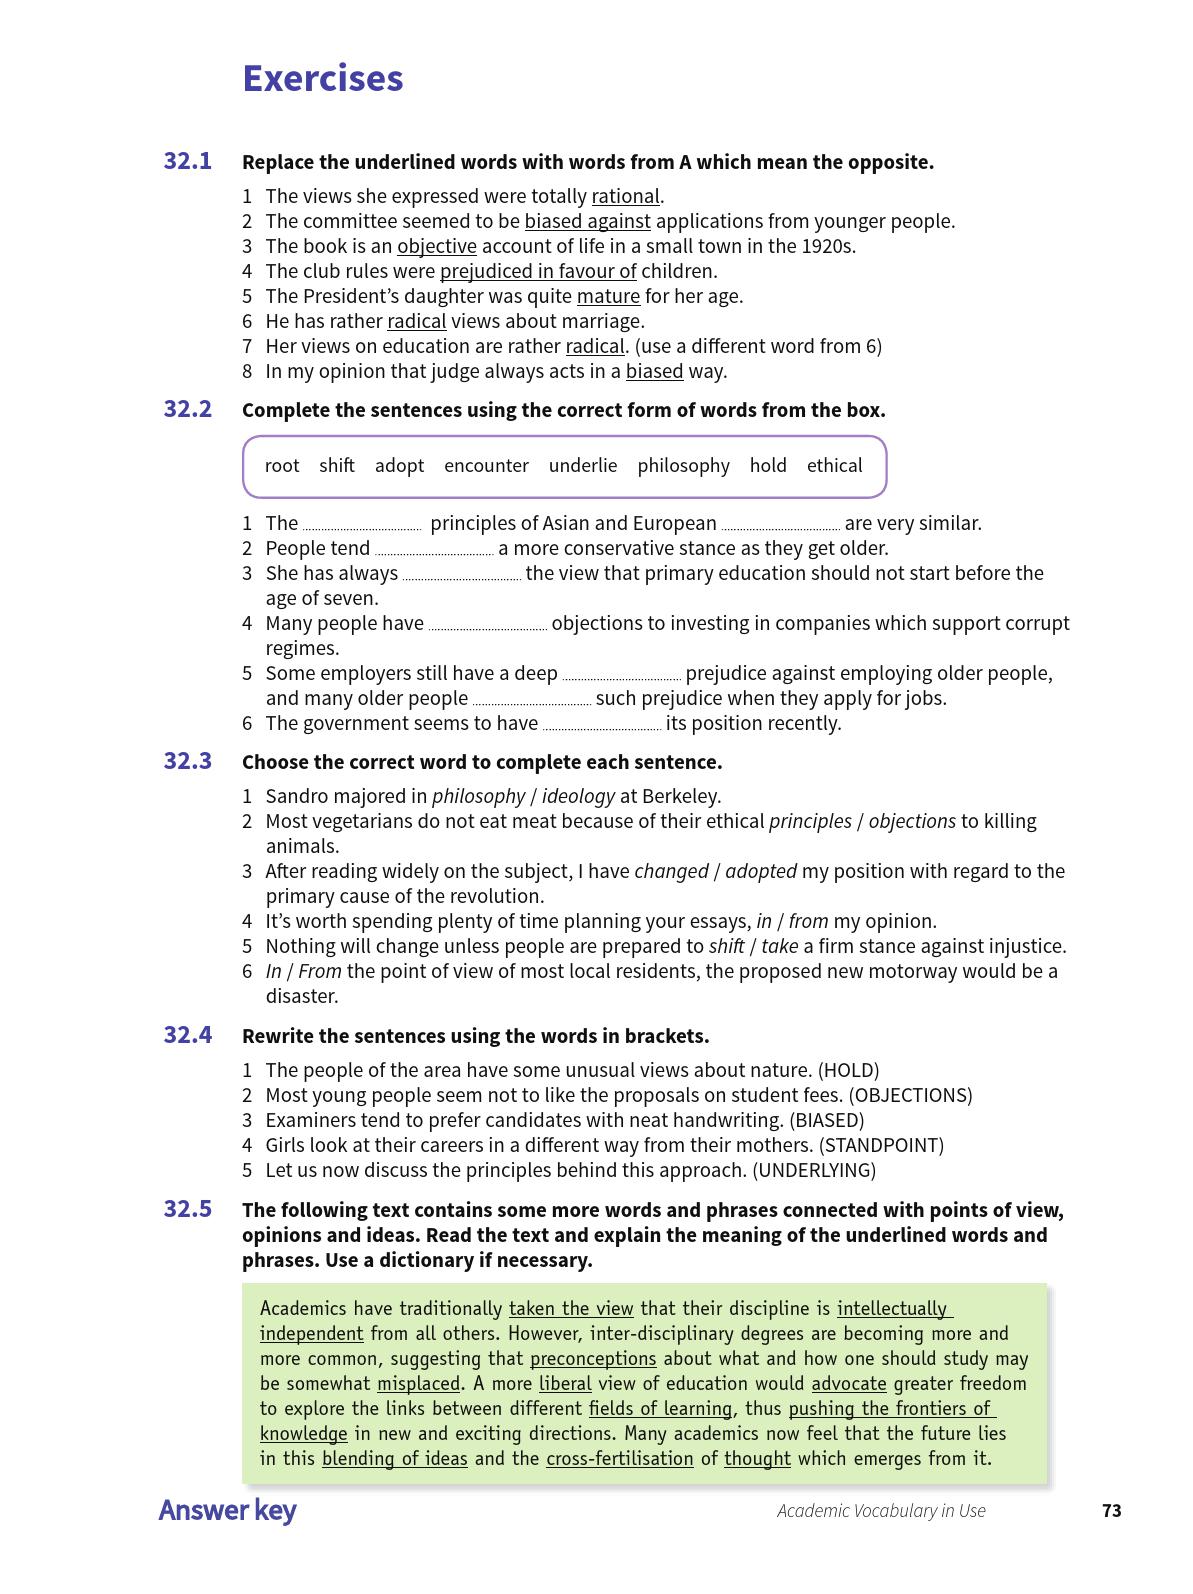 Exercises
32.1 Replace the underlined words with words from A which mean the opposite.
1 The views she expressed were totally rational.
2 The committee seemed to be biased against applications from younger people.
3 The book is an objective account of life in a small town in the 1920s.
4 The club rules were prejudiced in favour of children.
5 The President’s daughter was quite mature for her age.
6 He has rather radical views about marriage.
7 Her views on education are rather radical. (use a different word from 6)
8 In my opinion that judge always acts in a biased way.
32.2 Complete the sentences using the correct form of words from the box.
root shift adopt encounter underlie philosophy hold ethical
1 The ........................................ principles of Asian and European ........................................ are very similar.
2 People tend ........................................ a more conservative stance as they get older.
3 She has always ........................................ the view that primary education should not start before the
age of seven.
4 Many people have ........................................ objections to investing in companies which support corrupt
regimes.
5 Some employers still have a deep ........................................ prejudice against employing older people,
and many older people ........................................ such prejudice when they apply for jobs.
6 The government seems to have ........................................ its position recently.
32.3 Choose the correct word to complete each sentence.
1 Sandro majored in philosophy / ideology at Berkeley.
2 Most vegetarians do not eat meat because of their ethical principles / objections to killing
animals.
3 After reading widely on the subject, I have changed / adopted my position with regard to the
primary cause of the revolution.
4 It’s worth spending plenty of time planning your essays, in / from my opinion.
5 Nothing will change unless people are prepared to shift / take a firm stance against injustice.
6 In / From the point of view of most local residents, the proposed new motorway would be a
disaster.
32.4 Rewrite the sentences using the words in brackets.
1 The people of the area have some unusual views about nature. (HOLD)
2 Most young people seem not to like the proposals on student fees. (OBJECTIONS)
3 Examiners tend to prefer candidates with neat handwriting. (BIASED)
4 Girls look at their careers in a different way from their mothers. (STANDPOINT)
5 Let us now discuss the principles behind this approach. (UNDERLYING)
32.5 The following text contains some more words and phrases connected with points of view,
opinions and ideas. Read the text and explain the meaning of the underlined words and
phrases. Use a dictionary if necessary.
Academics have traditionally taken the view that their discipline is intellectually
independent from all others. However, inter-disciplinary degrees are becoming more and
more common, suggesting that preconceptions about what and how one should study may
be somewhat misplaced. A more liberal view of education would advocate greater freedom
to explore the links between different fields of learning, thus pushing the frontiers of
knowledge in new and exciting directions. Many academics now feel that the future lies
in this blending of ideas and the cross-fertilisation of thought which emerges from it.
Answer key Academic Vocabulary in Use 73